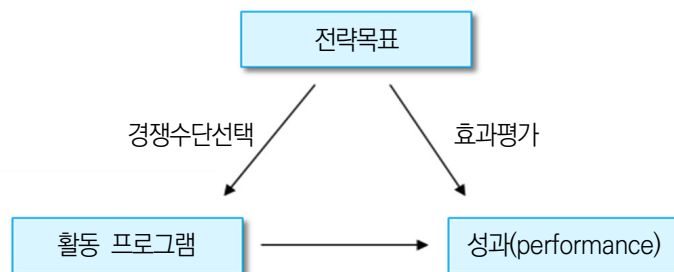 전략목표
경쟁수단선택
효과평가
활동 프로그램
성과(performance)